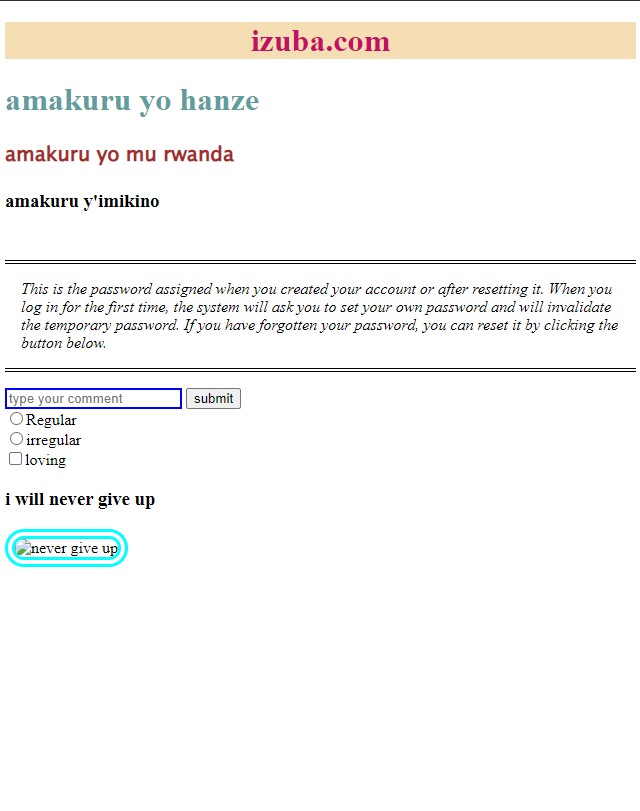 izuba.com
amakuru yo hanze
amakuru yo mu rwanda
amakuru y'imikino
This is the password assigned when you created your account or after resetting it. When you
log in for the first time, the system will ask you to set your own password and will invalidate
the temporary password. If you have forgotten your password, you can reset it by clicking the
button below.
type your comment submit
Regular
irregular
loving
i will never give up
never give up